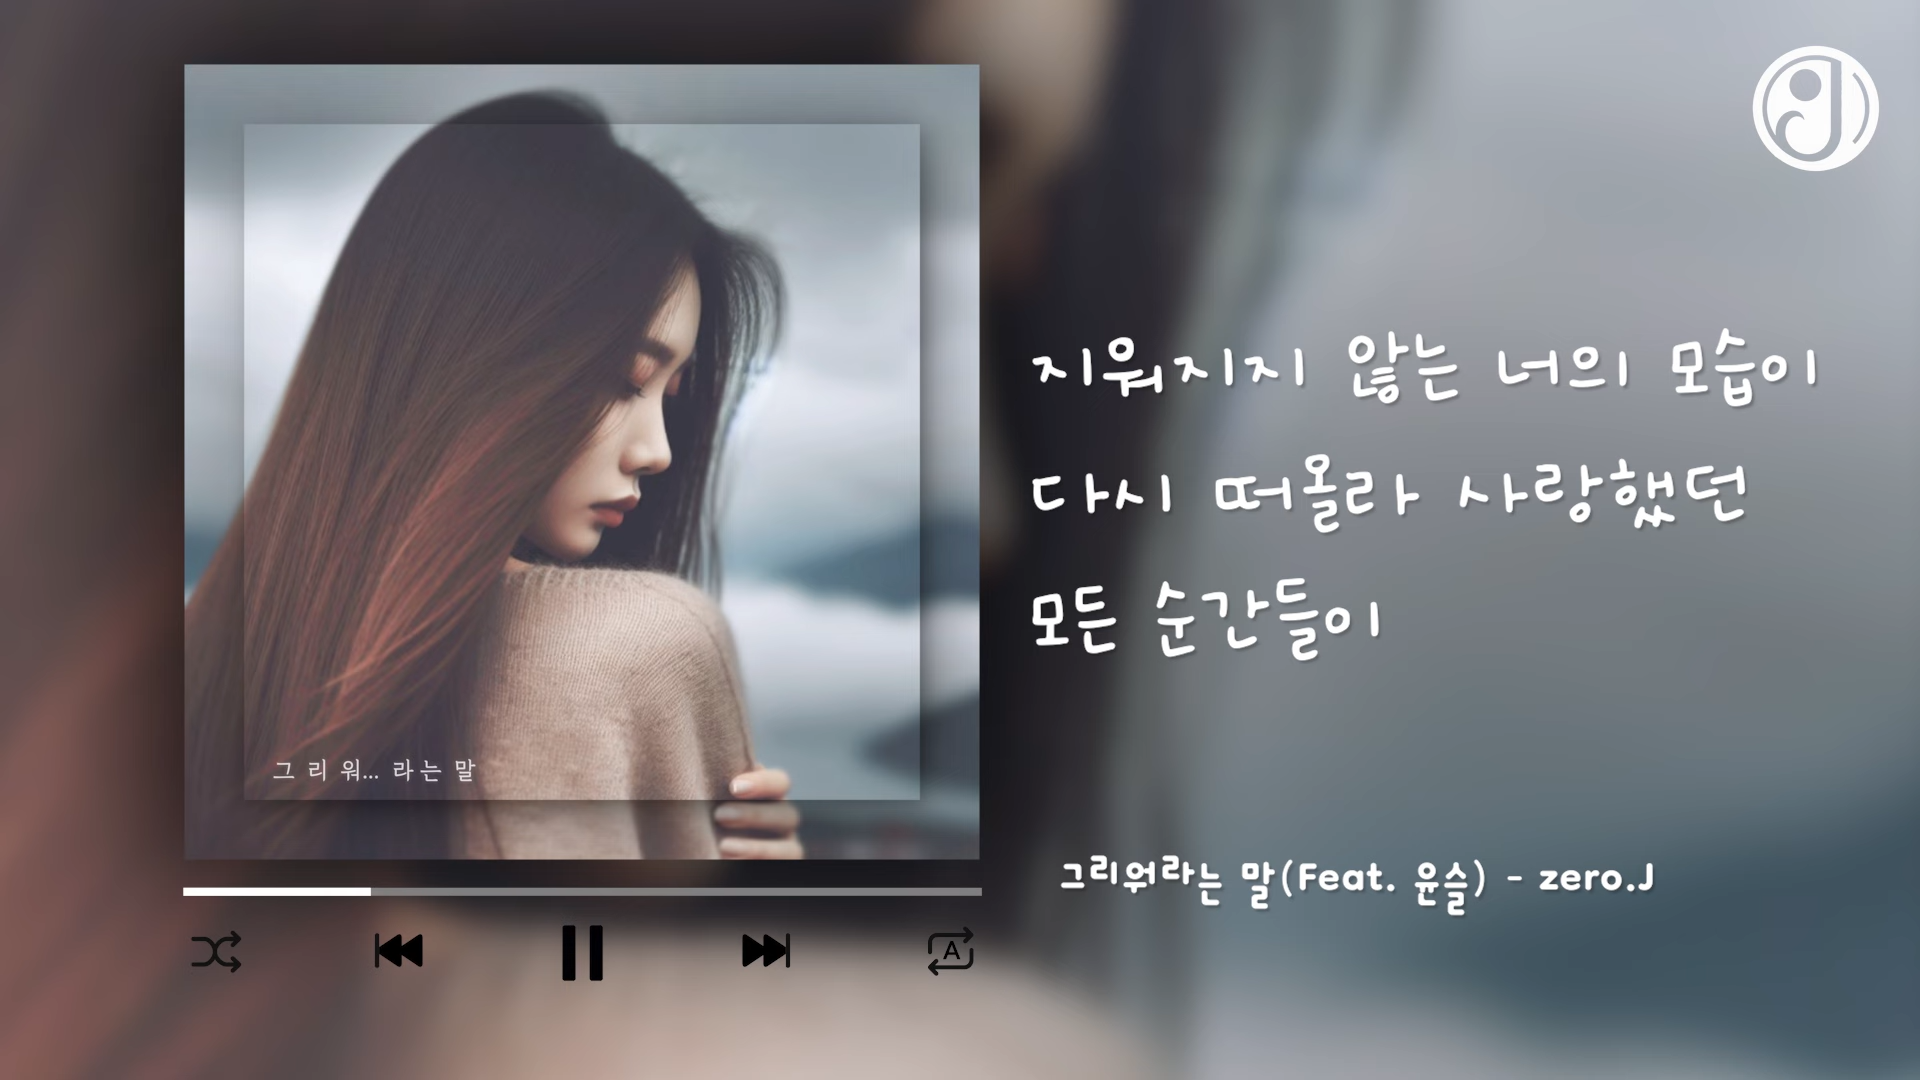 지워지지 않는 너의 모습이
다시 떠올라 사랑했던
모든 순간들이
그리워... 라는 말
그리워라는 말(Feat. 윤슬) - zero.J
A